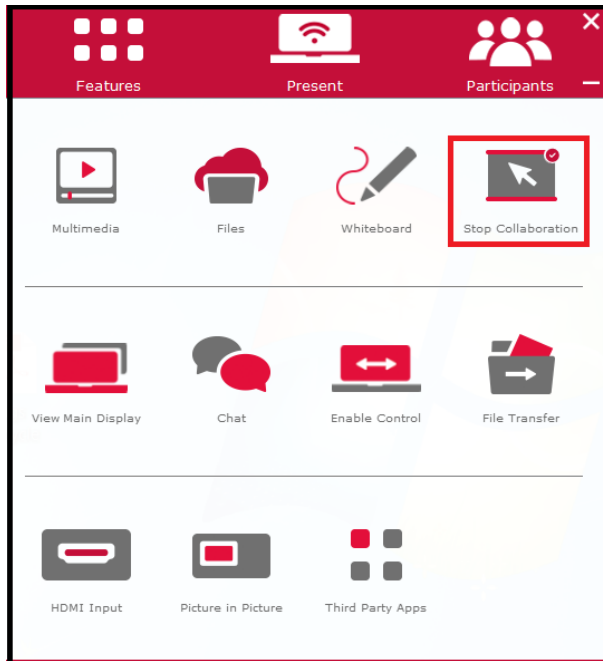 Features
Present
Participants
Multimedia
Files
Whiteboard
Stop Collaboration
View Main Display
Chat
Enable Control
File Transfer
HDMI Input
Picture in Picture
Third Party Apps